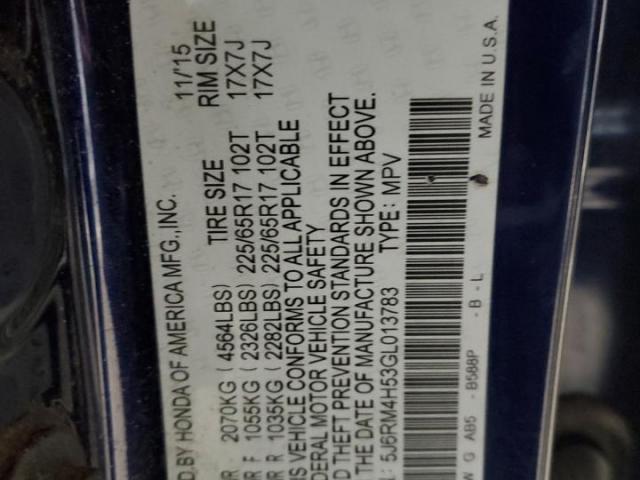 D BY HONDA OF AMERICA MFG., INC. 11/15
TIRE SIZE RIM SIZE
R 2070KG (4564LBS)
R F 1055KG (2326LBS) 225/65R17 102T 17X7J
R R 1035KG (2282LBS) 225/65R17 102T 17X7J
IS VEHICLE CONFORMS TO ALL APPLICABLE
DERAL MOTOR VEHICLE SAFETY
D THEFT PREVENTION STANDARDS IN EFFECT
THE DATE OF MANUFACTURE SHOWN ABOVE.
: 5J6RM4H53GL013783 TYPE: MPV
W G AB5 -B588P -B-L MADE IN U.S.A.